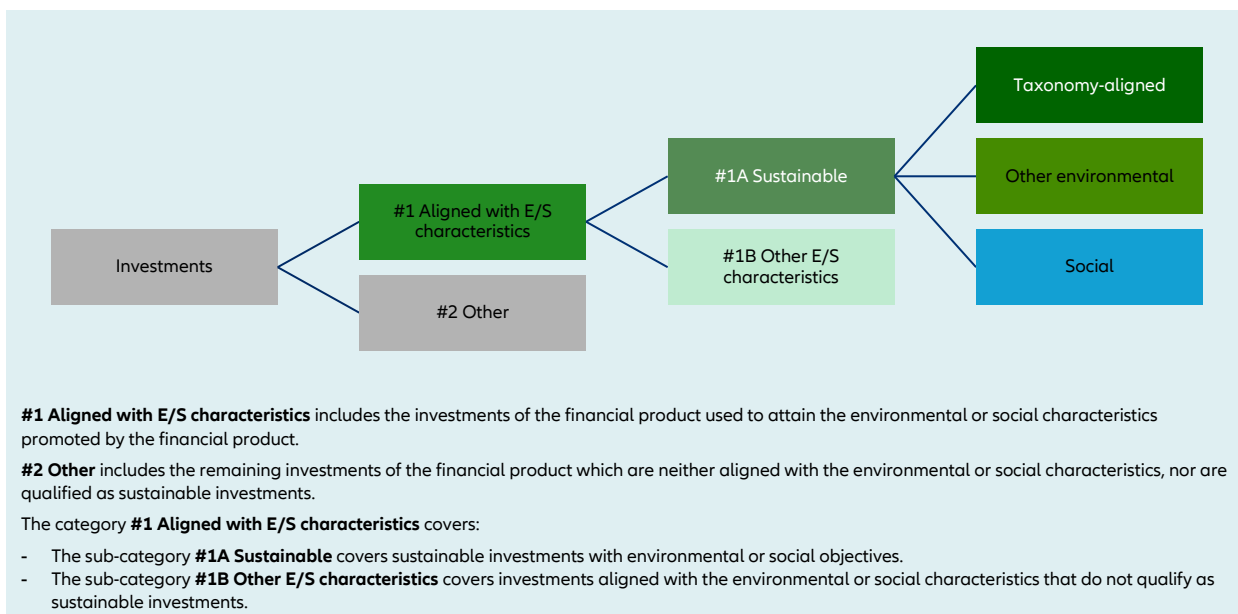 Taxonomy-aligned
#1A Sustainable
Other environmental
#1 Aligned with E/S
characteristics
Investments
#1B Other E/S
characteristics
Social
#2 Other
#1 Aligned with E/S characteristics includes the investments of the financial product used to attain the environmental or social characteristics
promoted by the financial product.
#2 Other includes the remaining investments of the financial product which are neither aligned with the environmental or social characteristics, nor are
qualified as sustainable investments.
The category #1 Aligned with E/S characteristics covers:
- The sub-category #1A Sustainable covers sustainable investments with environmental or social objectives.
- The sub-category #1B Other E/S characteristics covers investments aligned with the environmental or social characteristics that do not qualify as
sustainable investments.